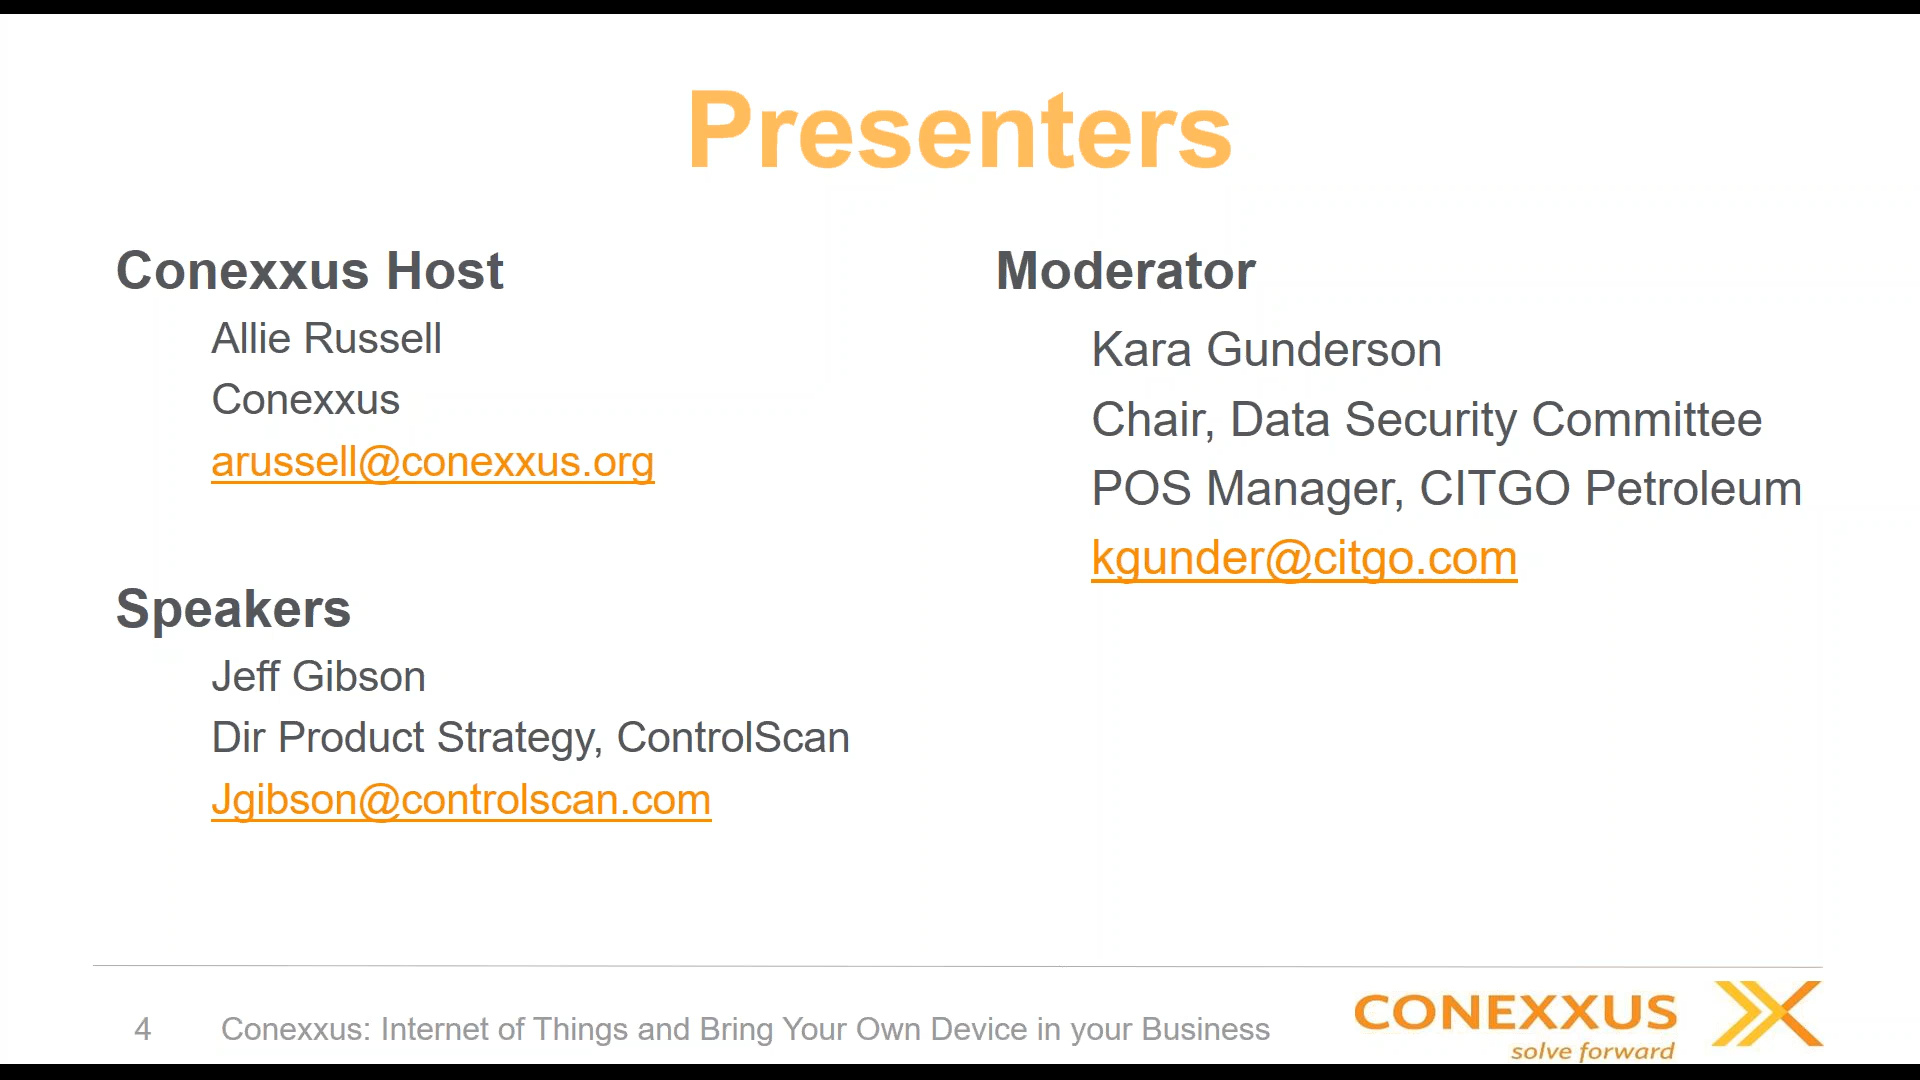 Presenters
Conexxus Host
Allie Russell
Conexxus
arussell@conexxus.org
Speakers
Jeff Gibson
Dir Product Strategy, ControlScan
Jgibson@controlscan.com
Moderator
Kara Gunderson
Chair, Data Security Committee
POS Manager, CITGO Petroleum
kgunder@citgo.com
4
Conexxus: Internet of Things and Bring Your Own Device in your Business
CONEXXUS
solve forward